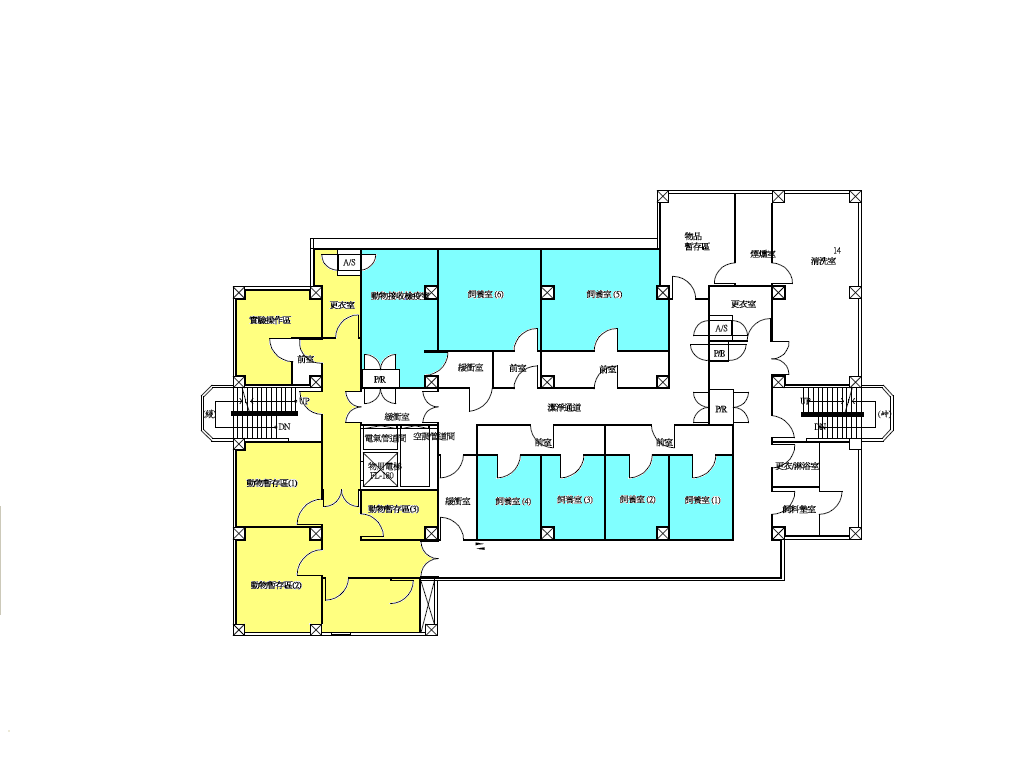 物品
暫存區
煙燻室
14
清洗室
A/S
動物接收檢疫室
飼養室 (6)
飼養室 (5)
更衣室
更衣室
實驗操作區
A/S
前室
緩衝室
前室
前室
P/B
P/R
UP
緩衝室
潔淨通道
P/R
UP
DN
DN
電氣管道間
空調管道間
前室
前室
物用電梯
動物暫存區(1)
緩衝室
飼養室 (4)
飼養室 (3)
飼養室 (2)
飼養室 (1)
更衣/淋浴室
動物暫存區(3)
飼料墊室
動物暫存區(2)